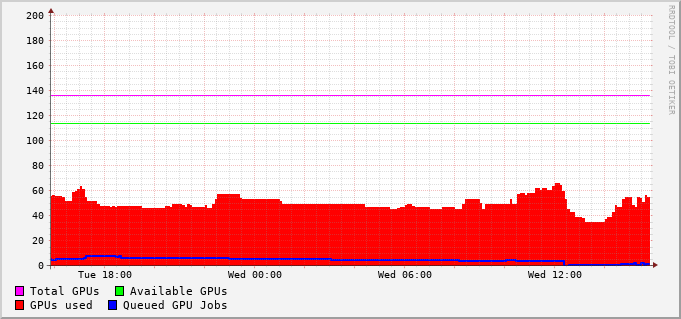 200
180
160
140
120
100
80
60
40
20
0
Tue 18:00 Wed 00:00 Wed 06:00 Wed 12:00
Total GPUs Available GPUs
GPUs used Queued GPU Jobs
RRDTOOL / TOBI OETIKER